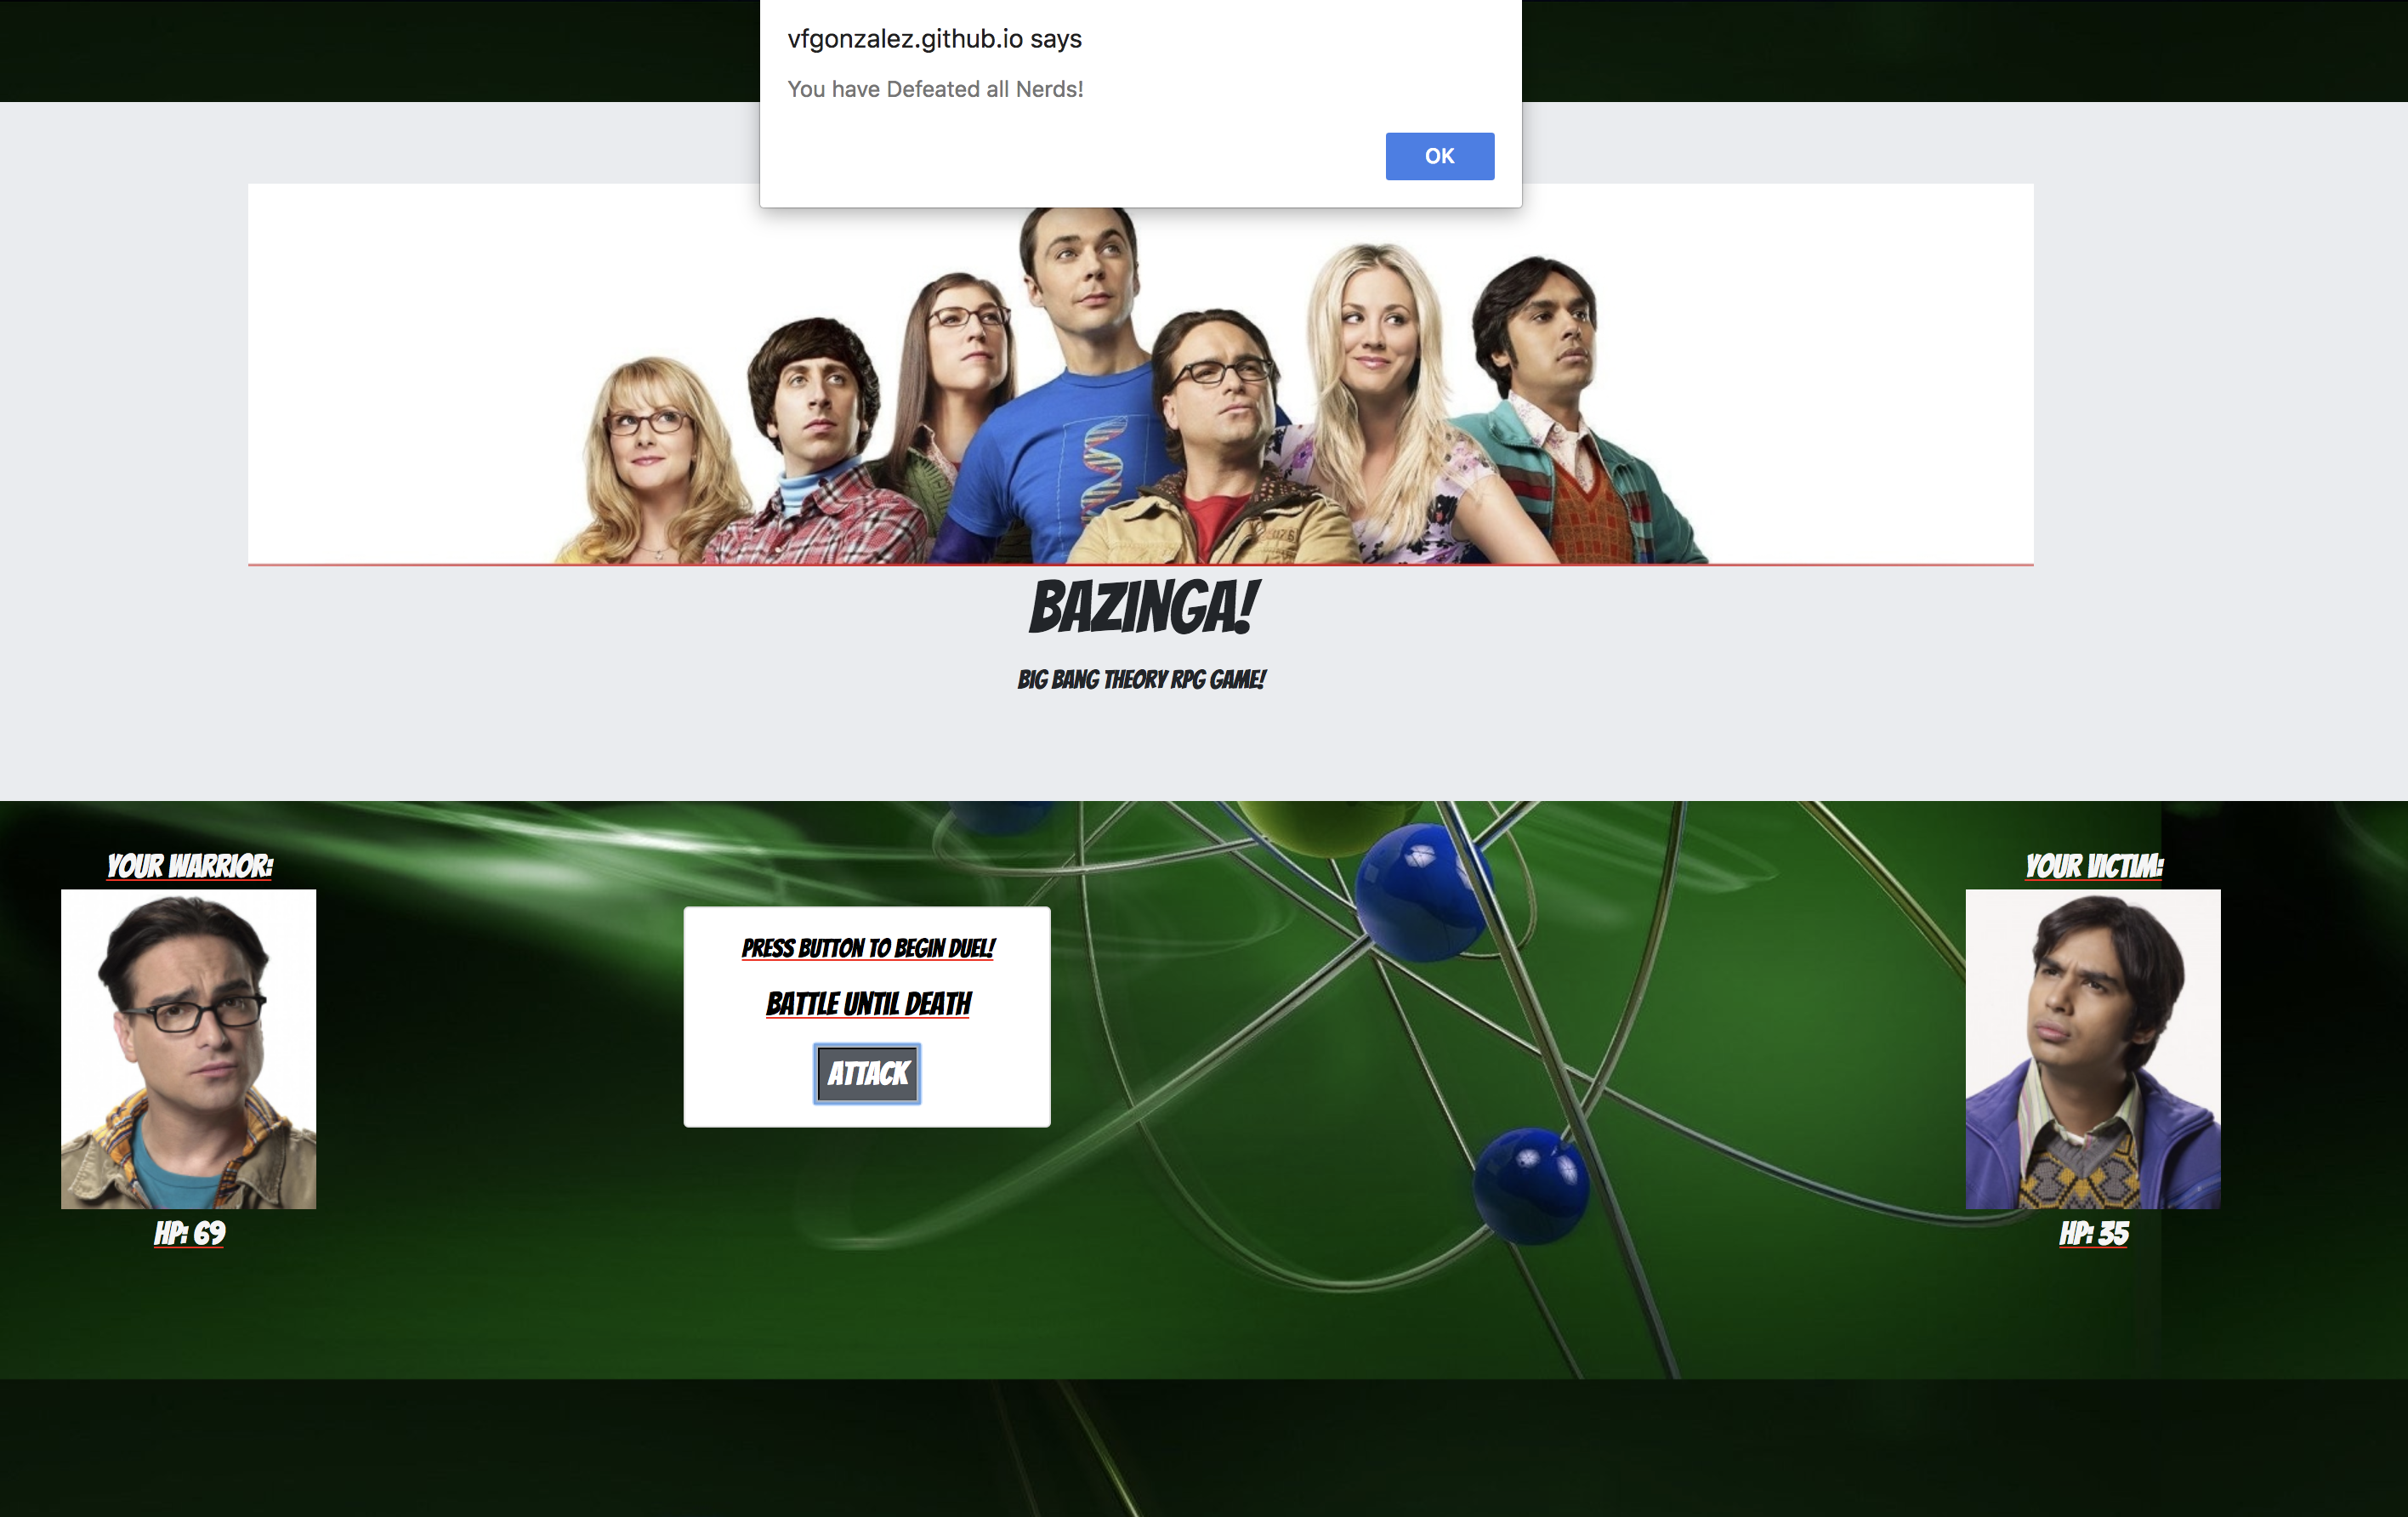 vfgonzalez.github.io says
You have Defeated all Nerds!
OK
BAZINGA!
BIG BANG THEORY RPG GAME!
YOUR WARRIOR:
YOUR VICTIM:
PRESS BUTTON TO BEGIN DUEL!
BATTLE UNTIL DEATH
ATTACK
HP: 69
HP: 35